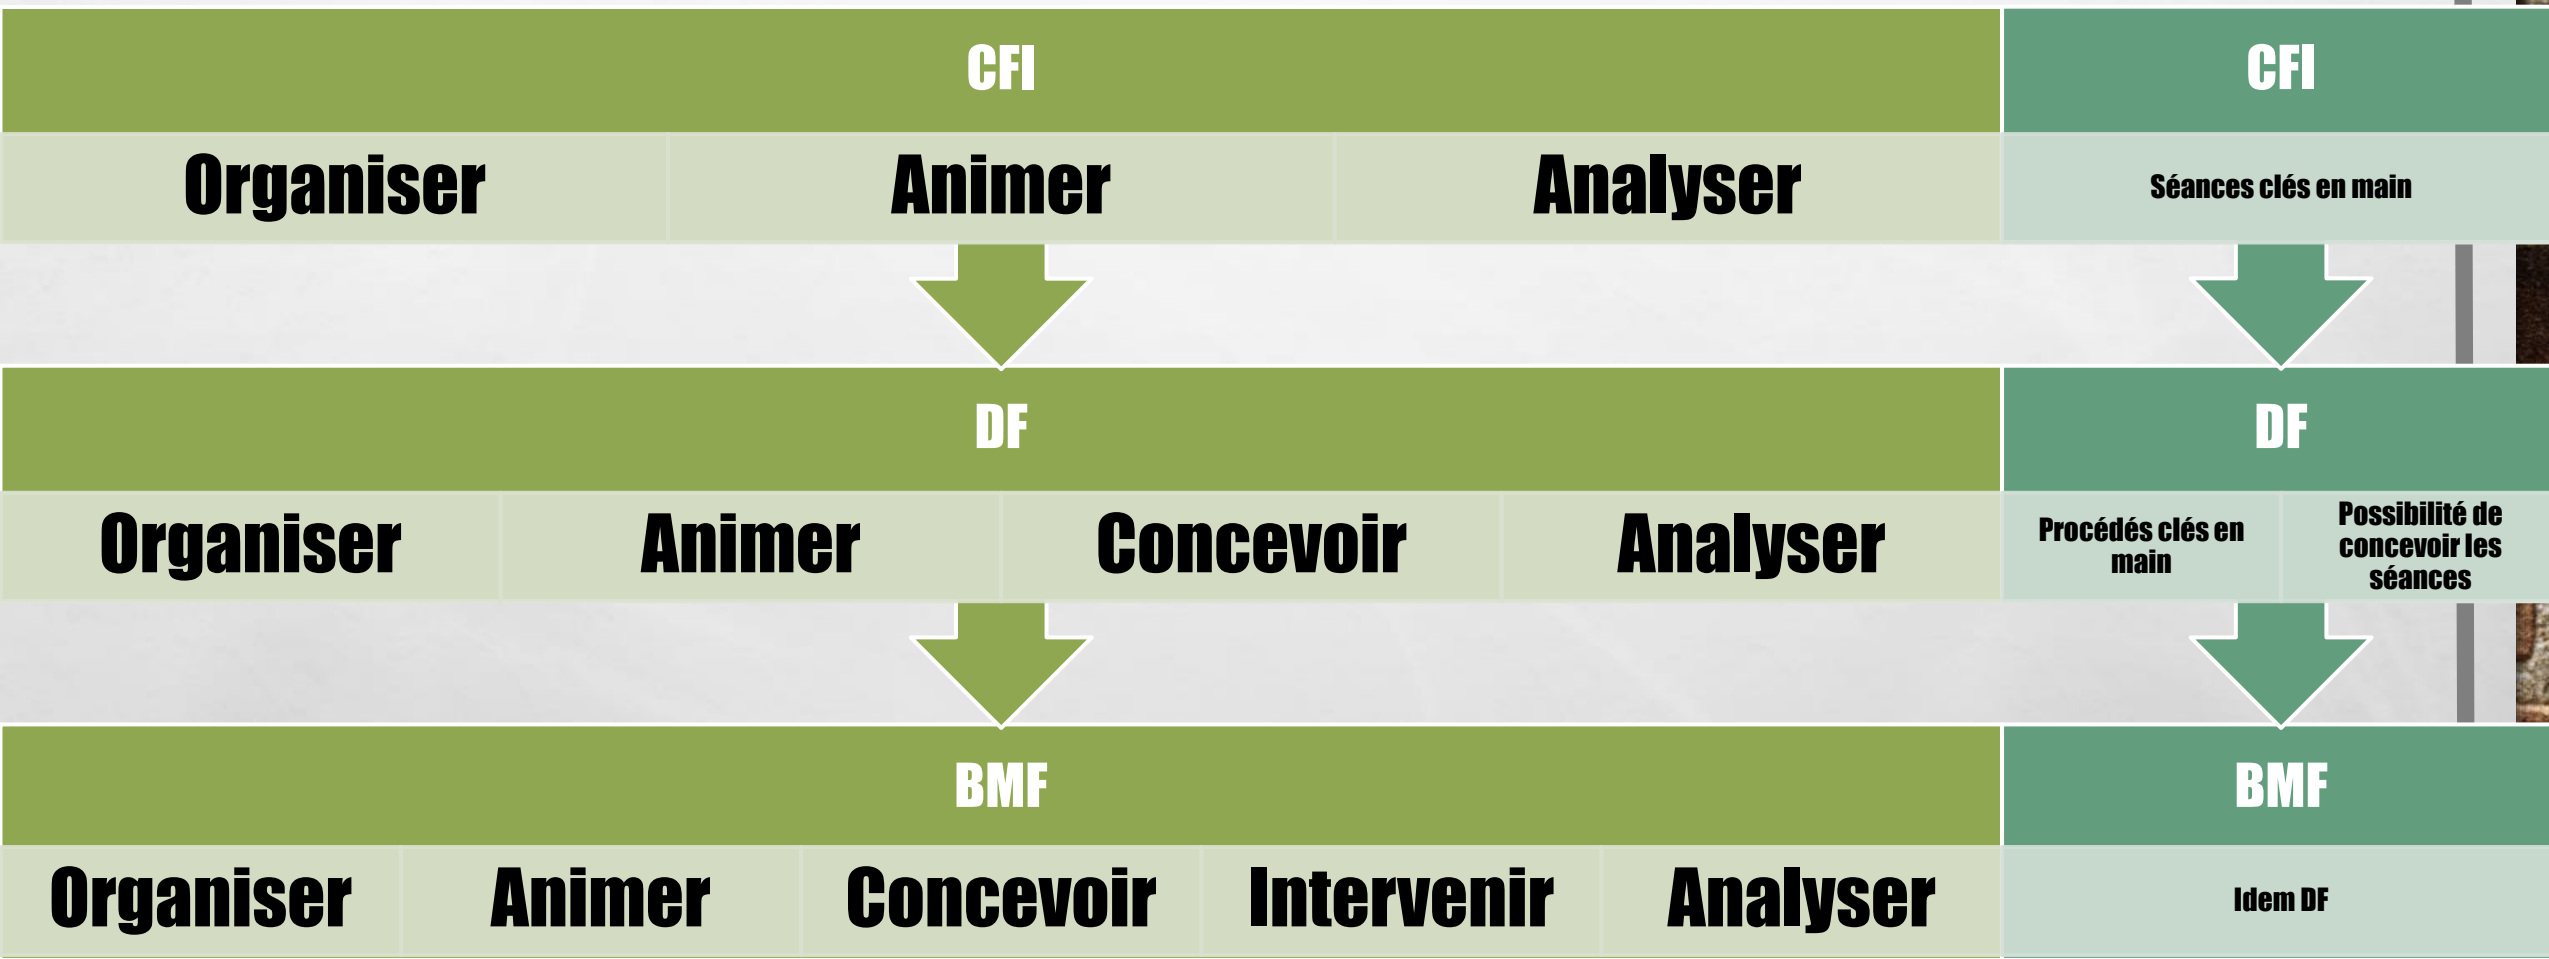 CFI
CFI
Organiser
Animer
Analyser
Séances clés en main
DF
DF
Organiser
Animer
Concevoir
Analyser
Procédés clés en
main
Possibilité de
concevoir les
séances
BMF
BMF
Organiser
Animer
Concevoir
Intervenir
Analyser
Idem DF